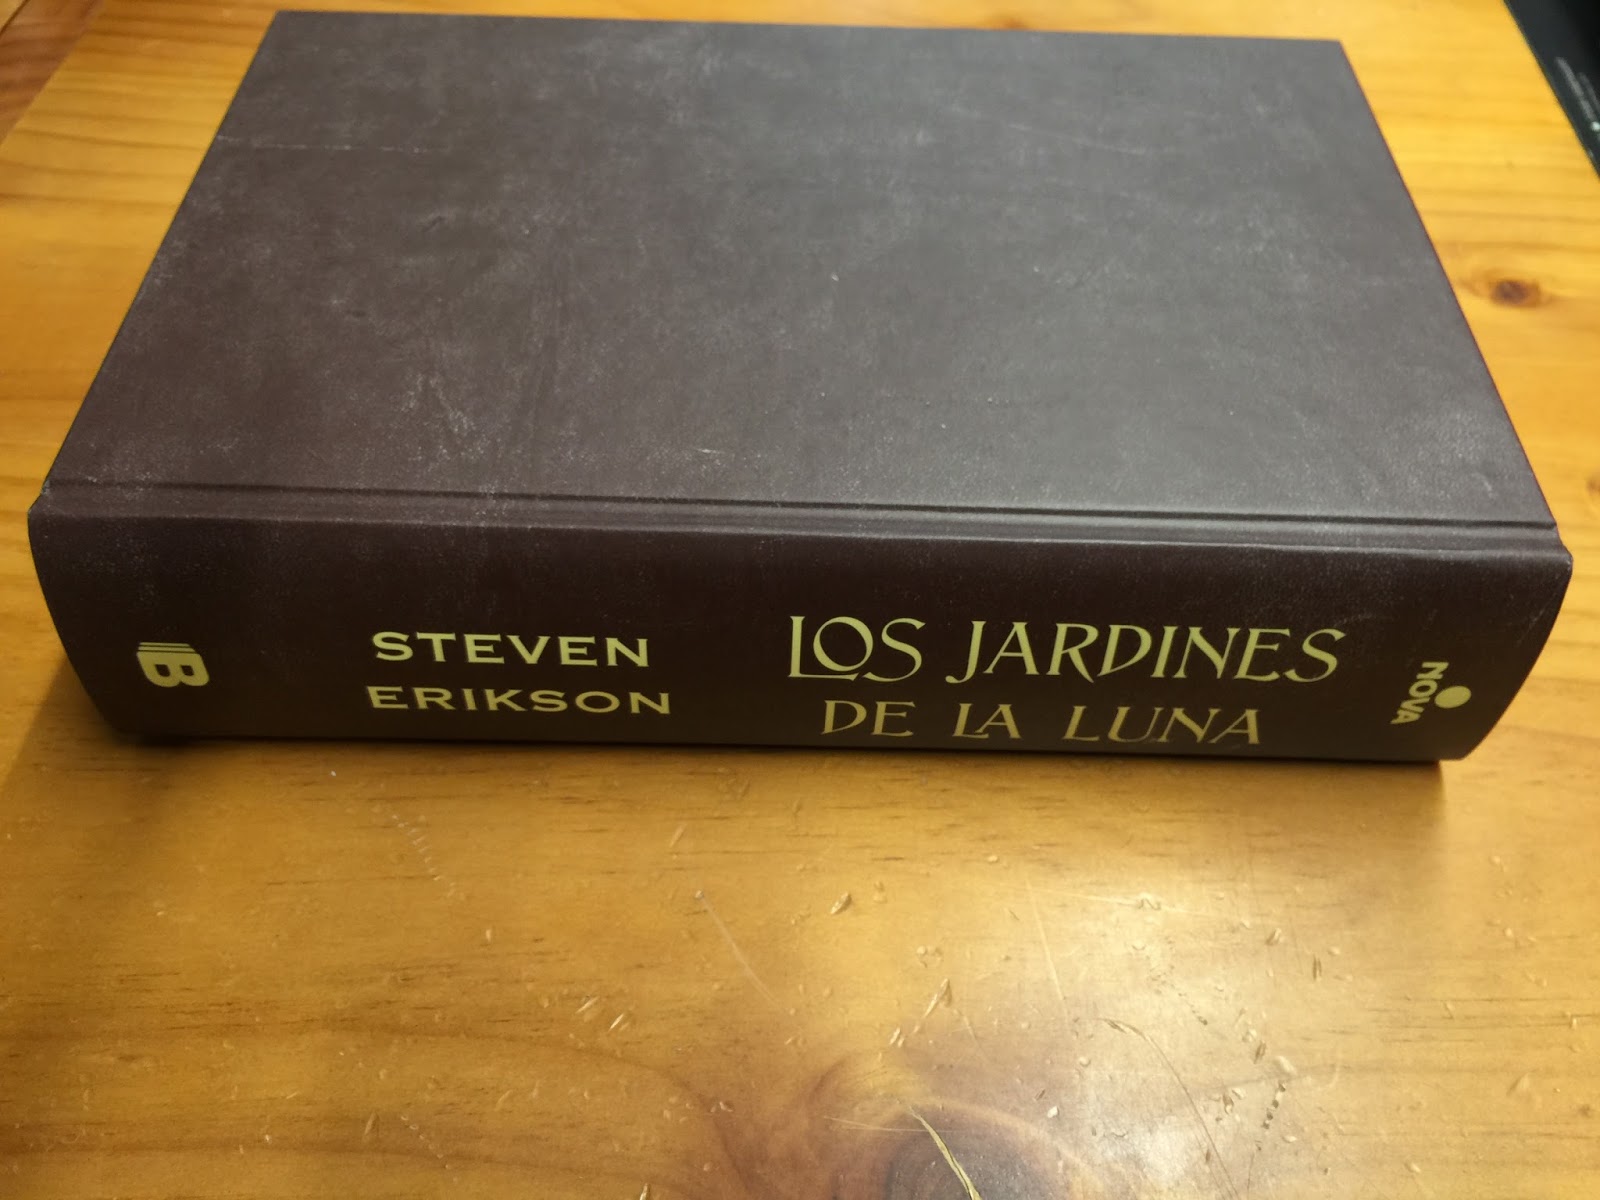 B
STEVEN
ERIKSON
LOS JARDINES
DE LA LUNA
NOVA